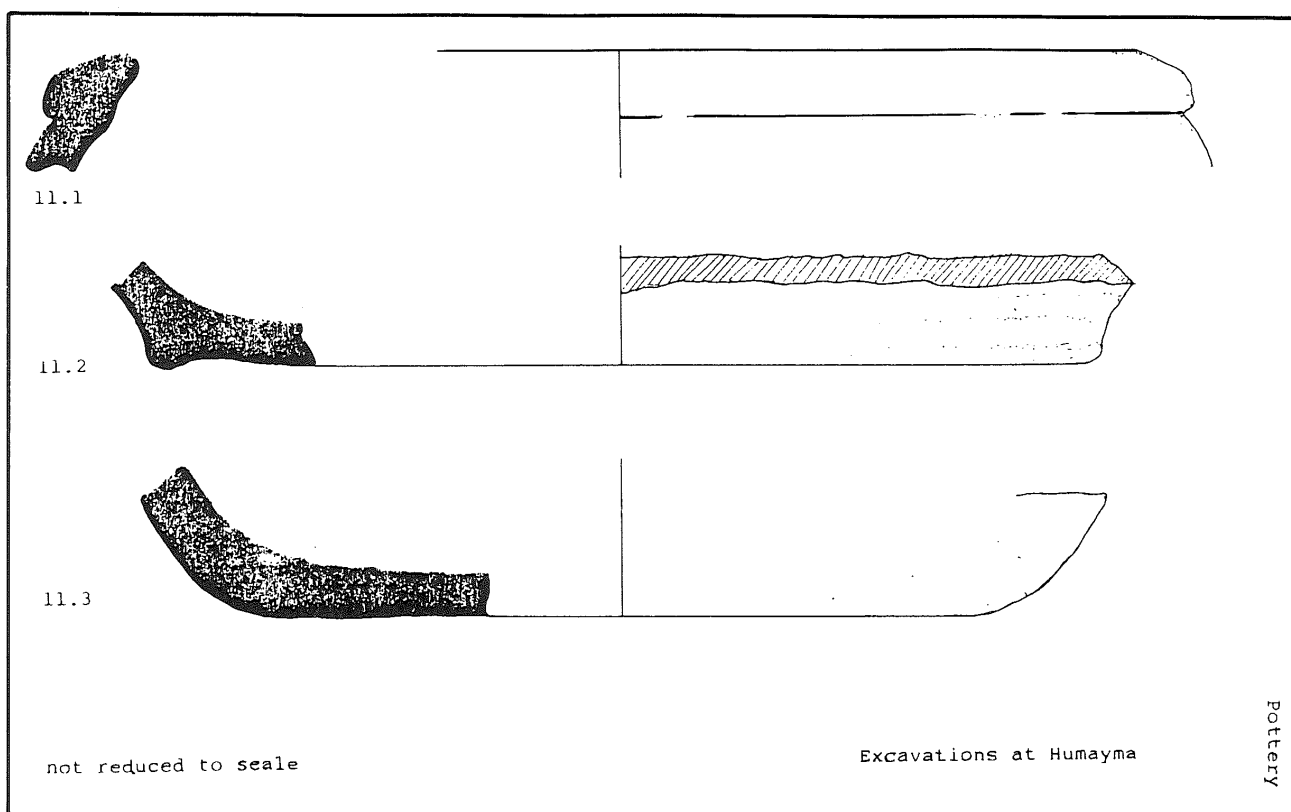 11.1
11.2
11.3
not reduced to seale
Excavations at Humayma
Pottery